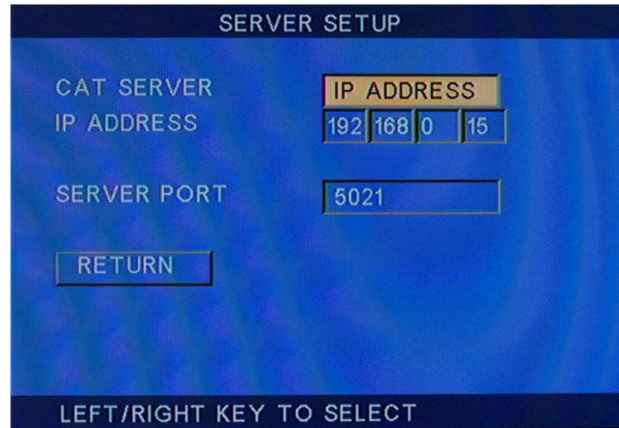 SERVER SETUP
CAT SERVER IP ADDRESS
IP ADDRESS 192 168 0 15
SERVER PORT 5021
RETURN
LEFT/RIGHT KEY TO SELECT